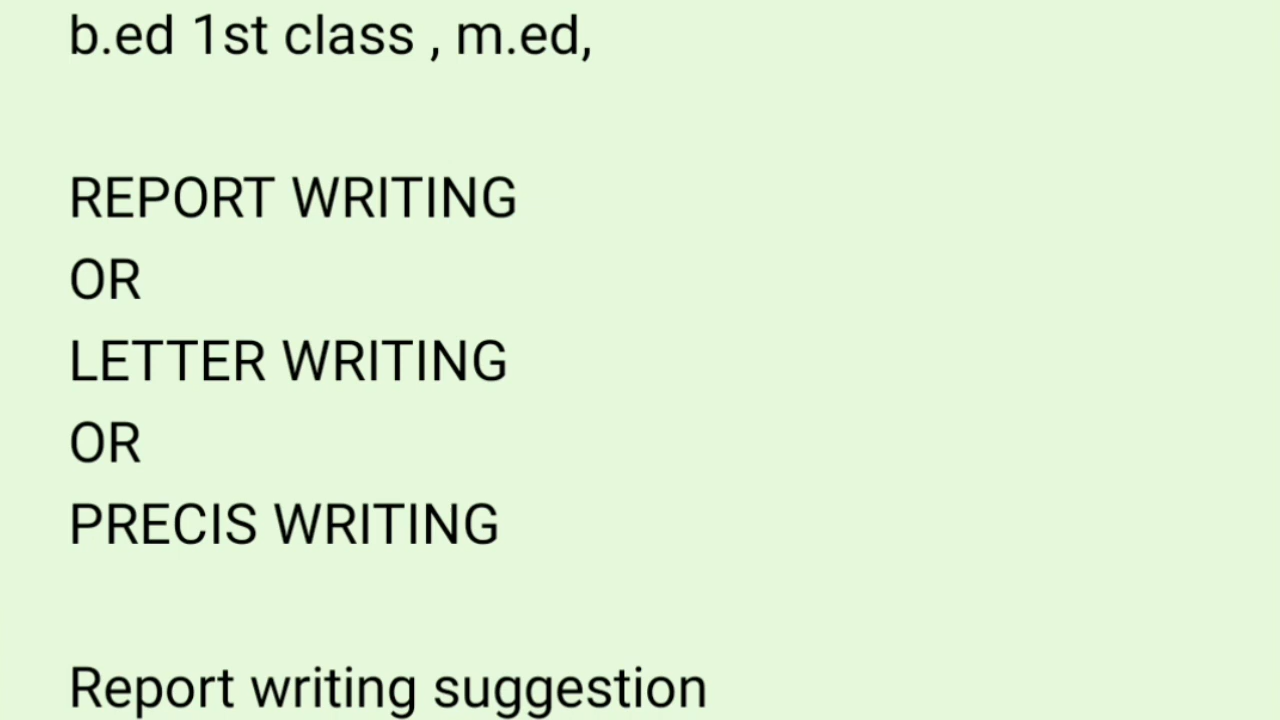 b.ed 1st class , m.ed,
REPORT WRITING
OR
LETTER WRITING
OR
PRECIS WRITING
Report writing suggestion